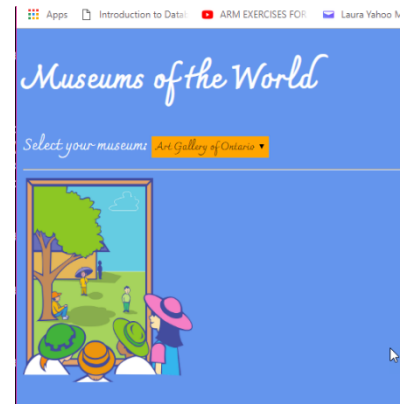 Apps Introduction to Data ARM EXERCISES FOR Laura Yahoo M
Museums of the World
Select your museum: Art Gallery of Ontario